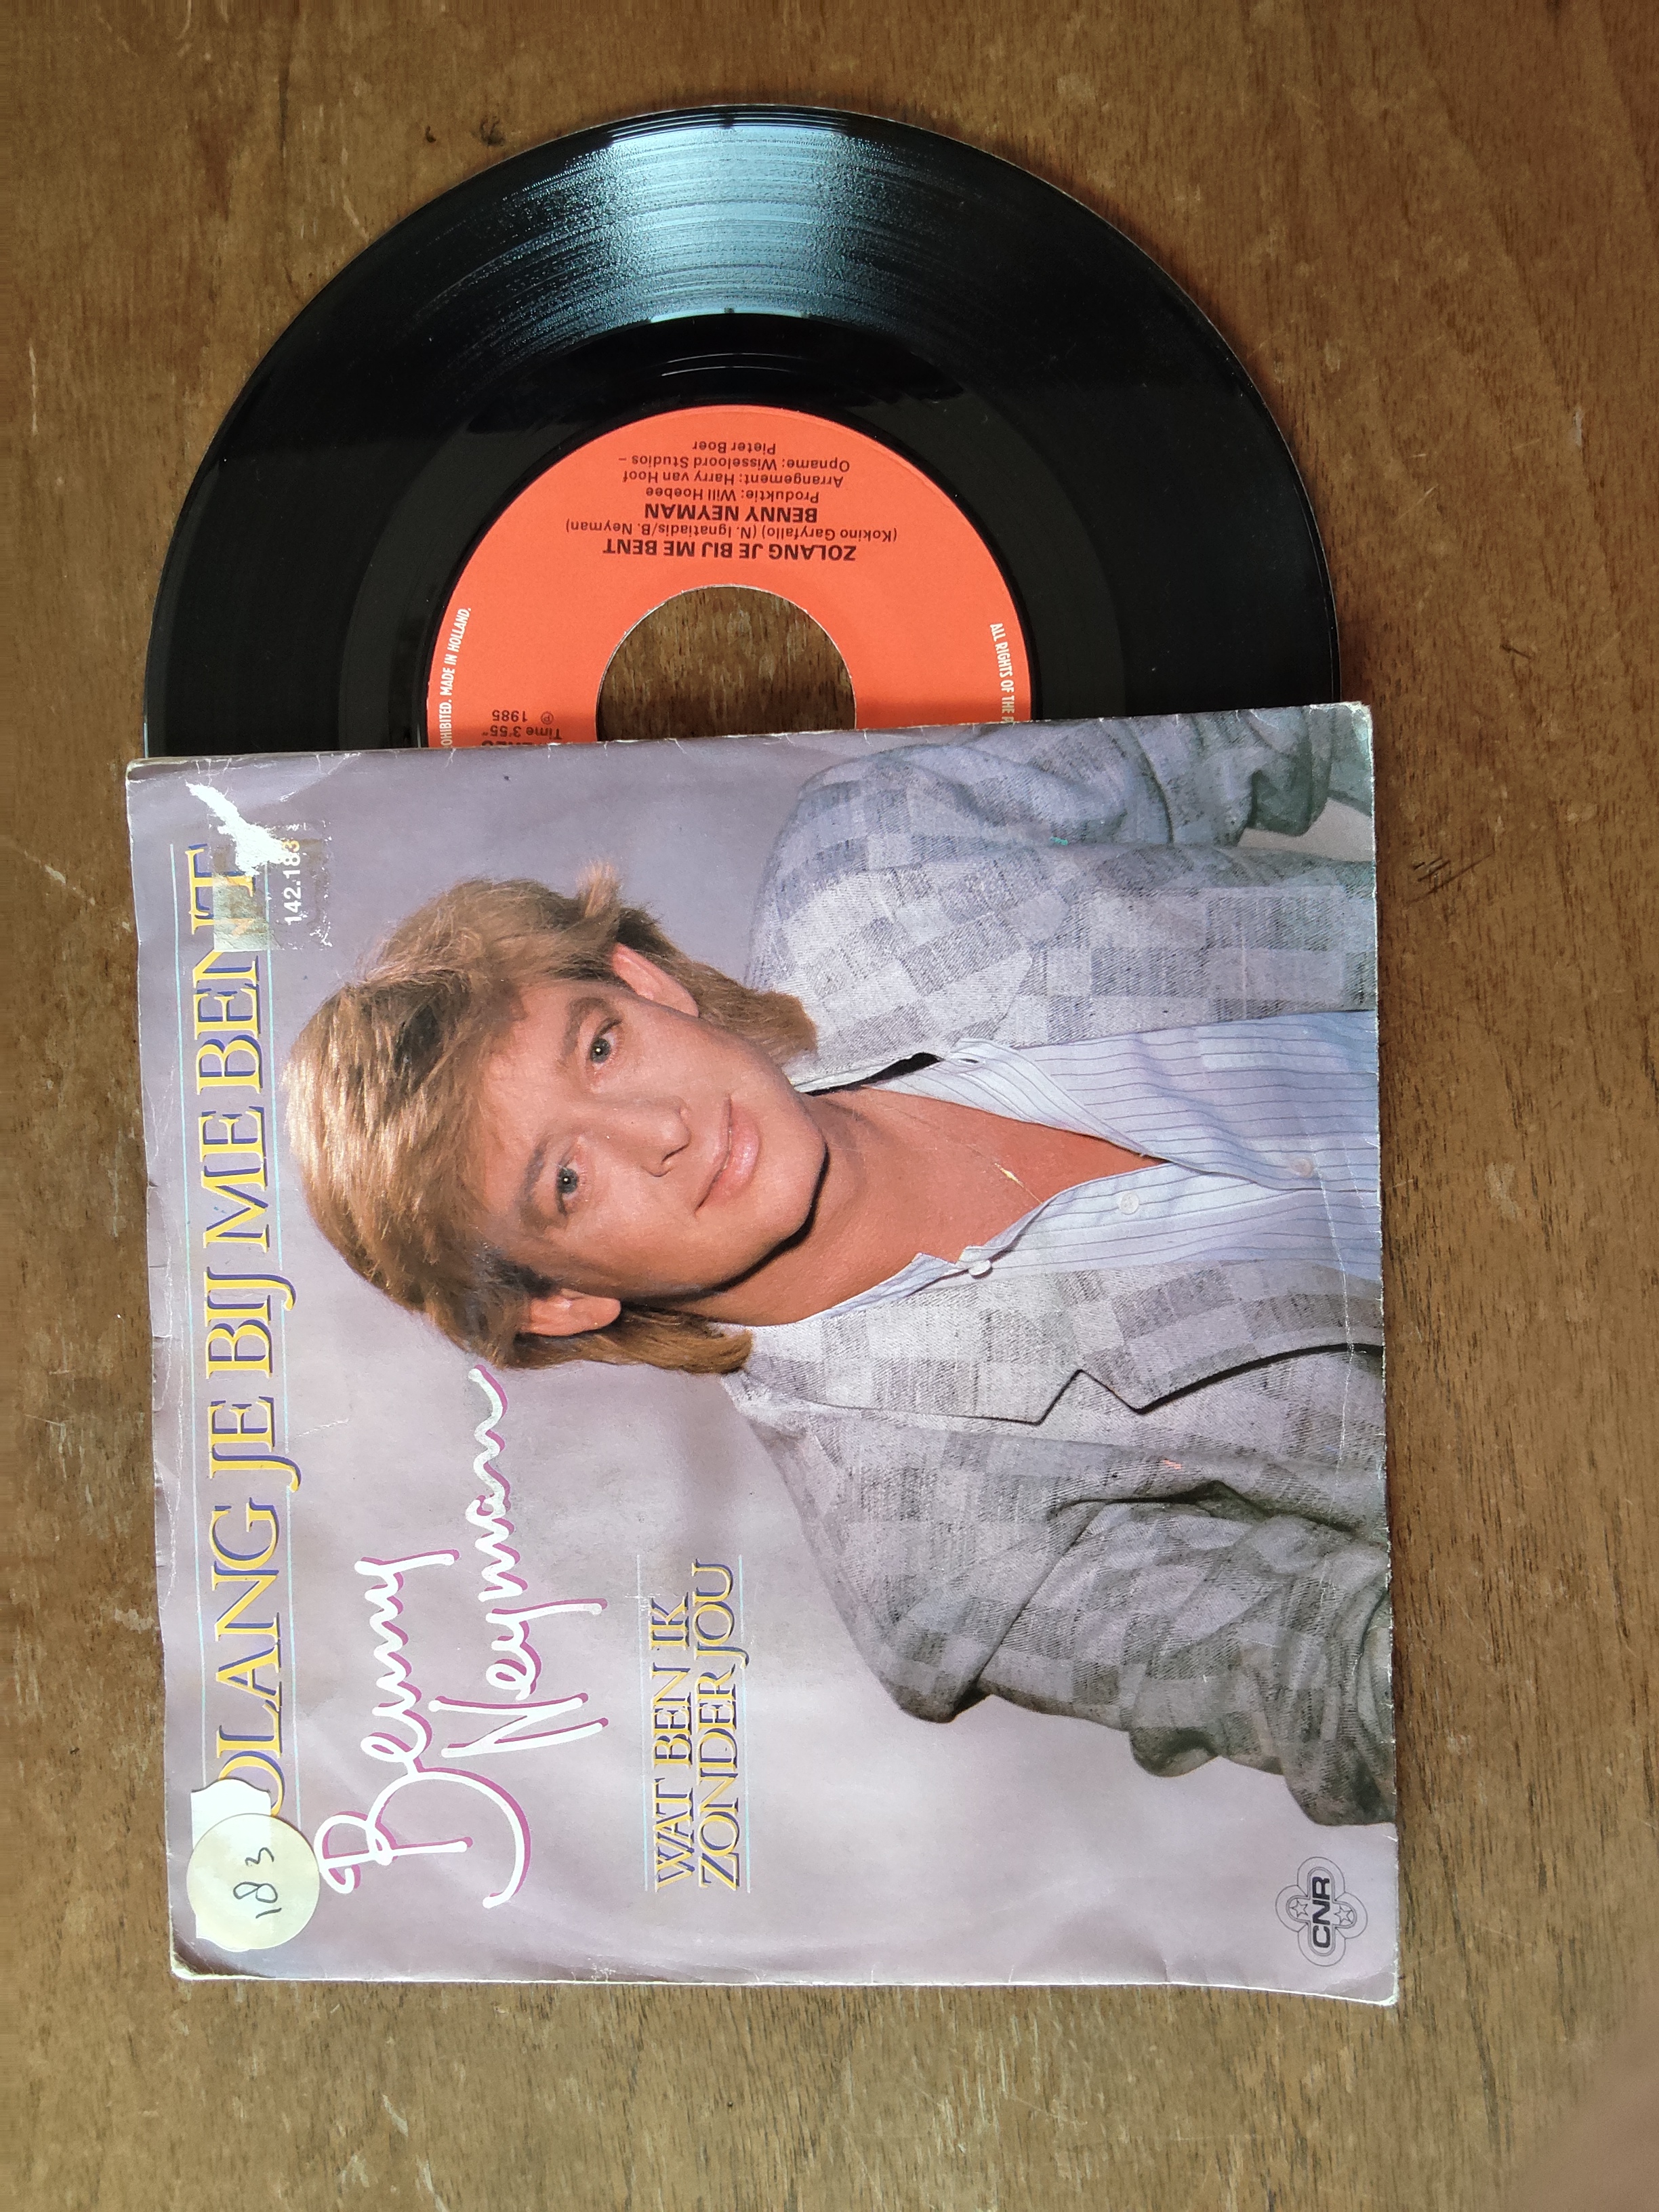 ZOLANG JE BIJ ME BENT
(Kokino Garyfallo) (N. Ignatiadis/B. Neyman)
BENNY NEYMAN
Produktie: Will Hoebee
Arrangement: Harry van Hoof
Opname: Wisseloord Studios –
Pieter Boer
MADE IN HOLLAND.
ALL RIGHTS OF THE
Time 3'55"
℗ 1985
OLANG JE BIJ ME BENT
142.183
Benny
Neyman
WAT BEN IK
ZONDER JOU
183
CNR